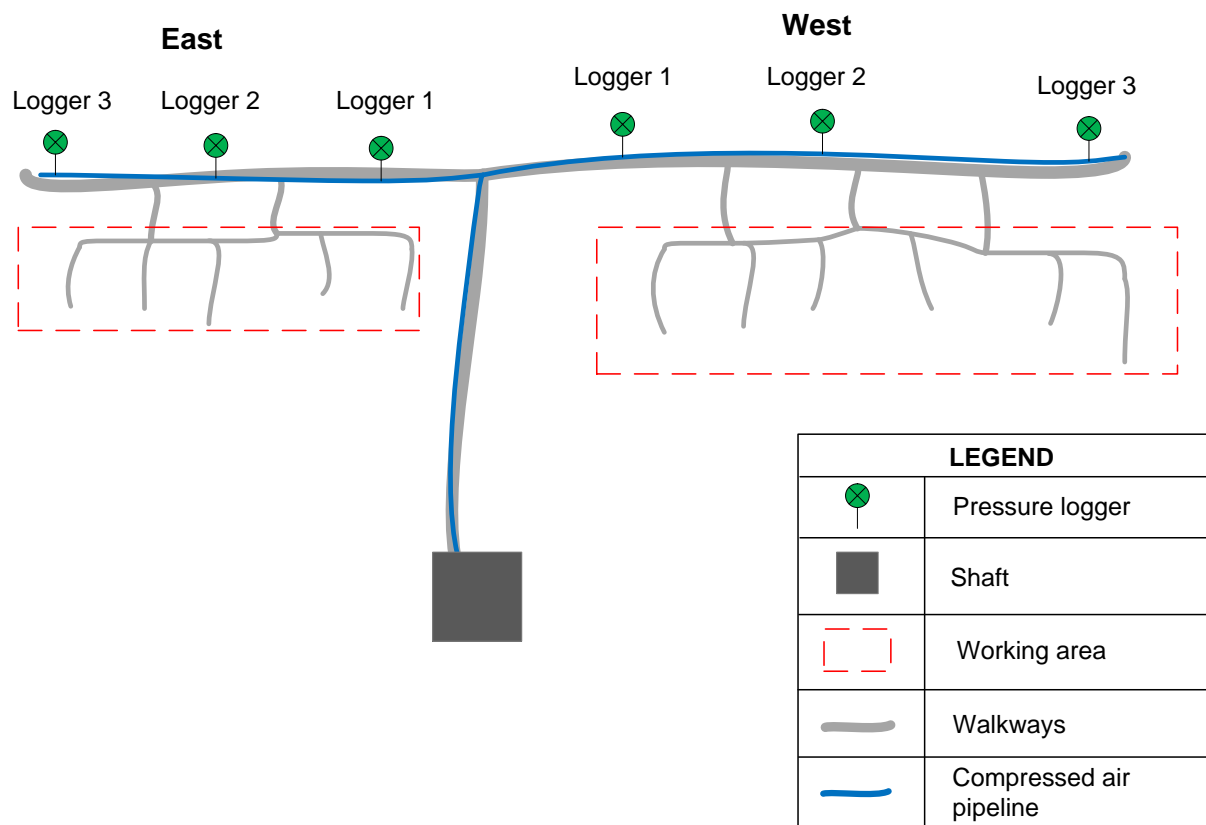 East
West
Logger 3
Logger 2
Logger 1
Logger 1
Logger 2
Logger 3
LEGEND
Pressure logger
Shaft
Working area
Walkways
Compressed air
pipeline